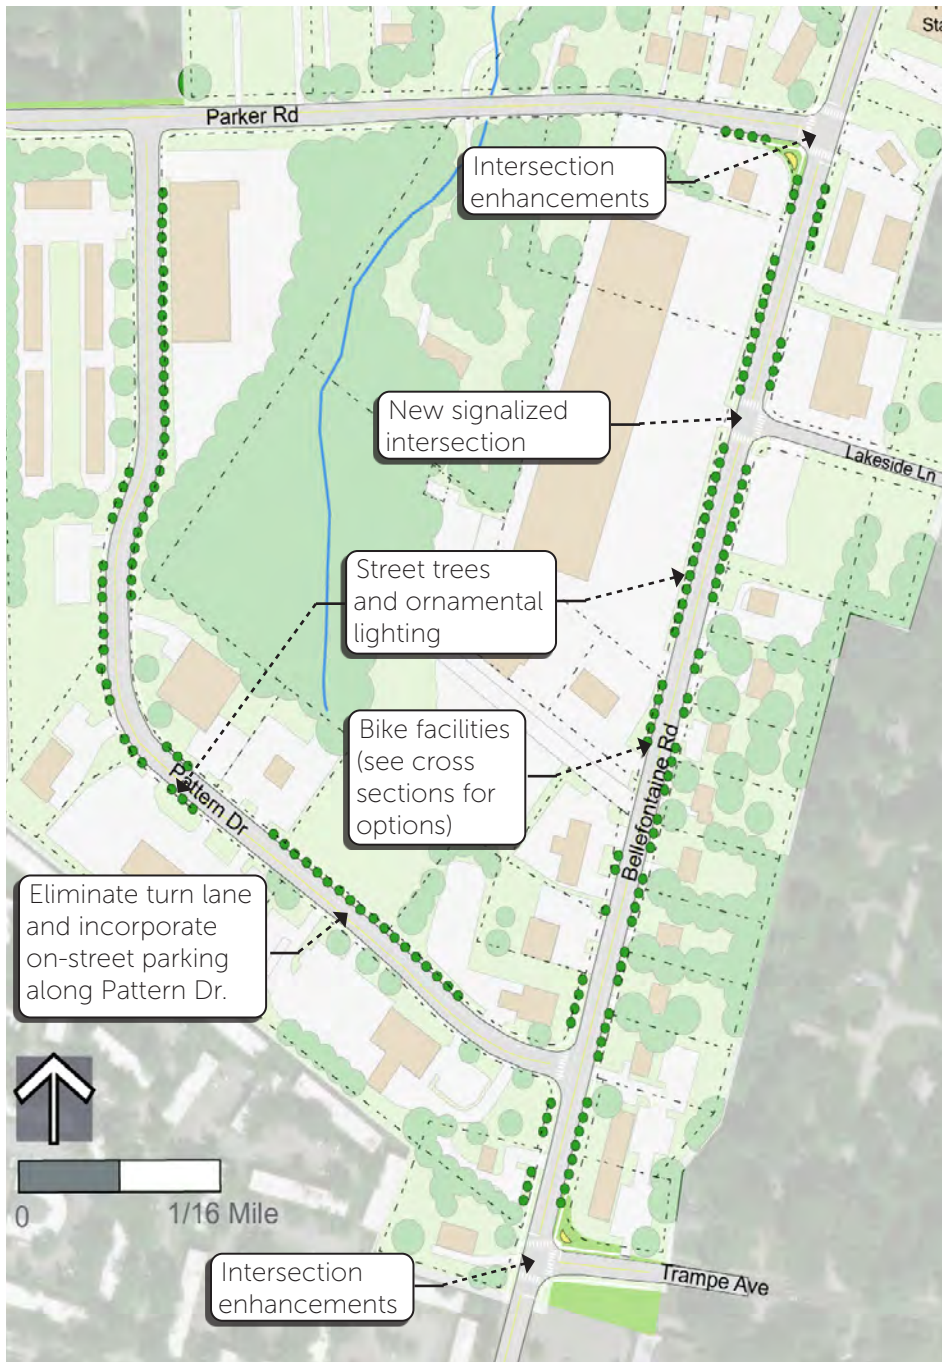 Sta
Parker Rd
Intersection
enhancements
New signalized
intersection
Lakeside Ln
Street trees
and ornamental
lighting
Bike facilities
(see cross
sections for
options)
Bellefontaine Rd
Pattern Dr
Eliminate turn lane
and incorporate
on-street parking
along Pattern Dr.
0
1/16 Mile
Intersection
enhancements
Trampe Ave